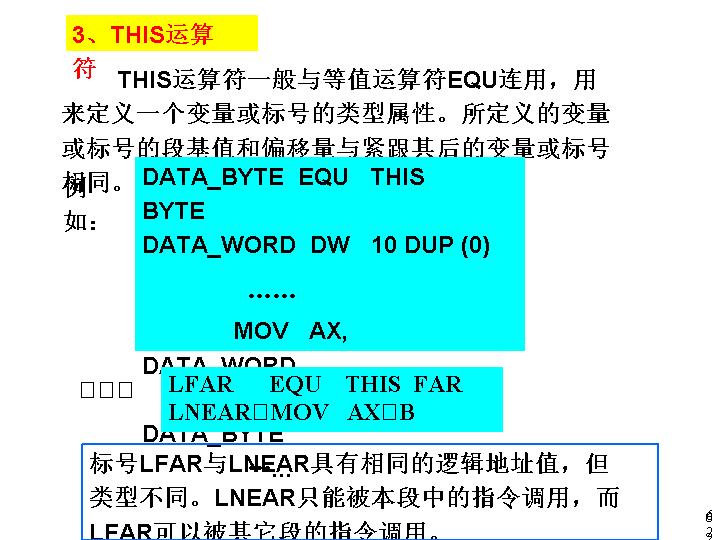 3、THIS运算
符
THIS运算符一般与等值运算符EQU连用，用
来定义一个变量或标号的类型属性。所定义的变量
或标号的段基值和偏移量与紧跟其后的变量或标号
相同。
例
如：
DATA_BYTE EQU THIS
BYTE
DATA_WORD DW 10 DUP (0)
……
MOV AX,
DATA_WORD
□□□
LFAR EQU THIS FAR
LNEAR□MOV AX□B
DATA_BYTE
标号LFAR与LNEAR具有相同的逻辑地址值，但
类型不同。LNEAR只能被本段中的指令调用，而
LFAR可以被其它段的指令调用。